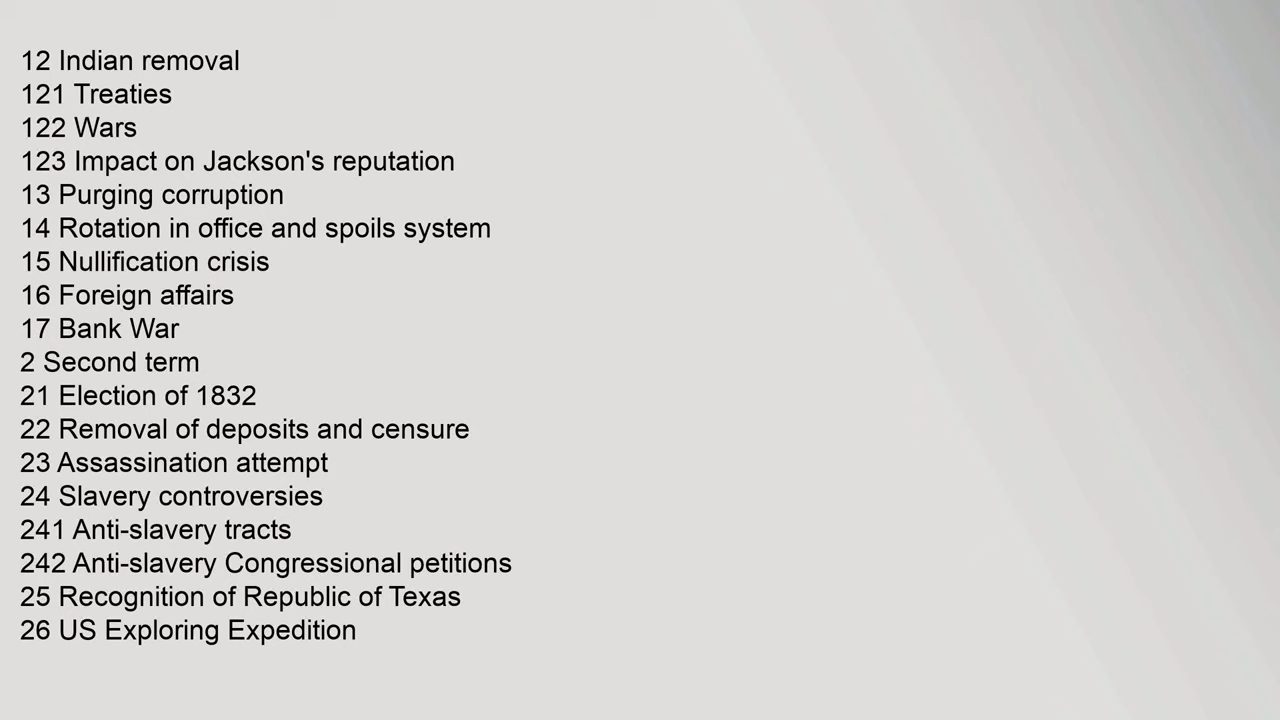 12 Indian removal
121 Treaties
122 Wars
123 Impact on Jackson's reputation
13 Purging corruption
14 Rotation in office and spoils system
15 Nullification crisis
16 Foreign affairs
17 Bank War
2 Second term
21 Election of 1832
22 Removal of deposits and censure
23 Assassination attempt
24 Slavery controversies
241 Anti-slavery tracts
242 Anti-slavery Congressional petitions
25 Recognition of Republic of Texas
26 US Exploring Expedition